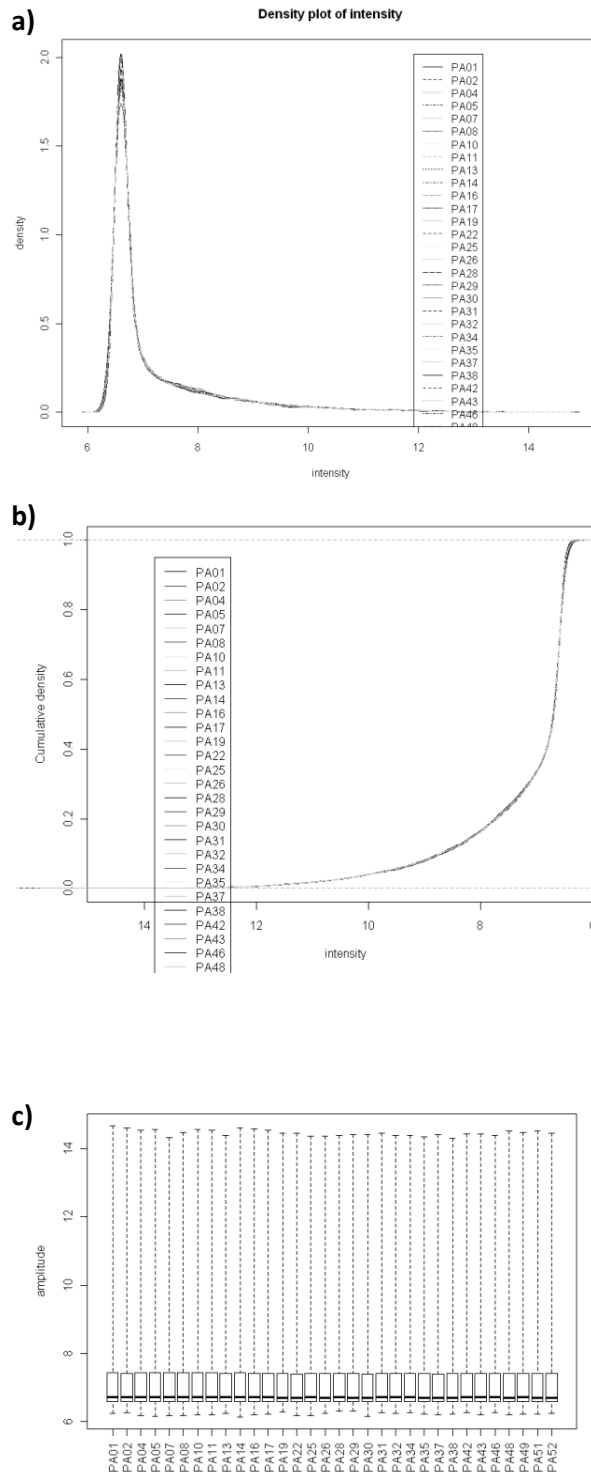 a)
Density plot of intensity
2.0
1.5
1.0
0.5
0.0
density
PA01
PA02
PA04
PA05
PA07
PA08
PA10
PA11
PA13
PA14
PA16
PA17
PA19
PA22
PA25
PA26
PA28
PA29
PA30
PA31
PA32
PA34
PA35
PA37
PA38
PA42
PA43
PA46
PA48
6 8 10 12 14
intensity
b)
1.0
0.8
0.6
0.4
0.2
0.0
Cumulative density
PA01
PA02
PA04
PA05
PA07
PA08
PA10
PA11
PA13
PA14
PA16
PA17
PA19
PA22
PA25
PA26
PA28
PA29
PA30
PA31
PA32
PA34
PA35
PA37
PA38
PA42
PA43
PA46
PA48
14 12 10 8 6
intensity
c)
14
12
10
8
6
amplitude
PA01 PA02 PA04 PA05 PA07 PA08 PA10 PA11 PA13 PA14 PA16 PA17 PA19 PA22 PA25 PA26 PA28 PA29 PA30 PA31 PA32 PA34 PA35 PA37 PA38 PA42 PA43 PA46 PA48 PA49 PA51 PA52